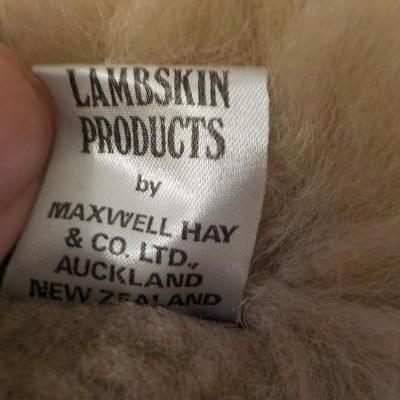 LAMBSKIN
PRODUCTS
by
MAXWELL HAY
& CO. LTD.,
AUCKLAND
NEW ZEALAND